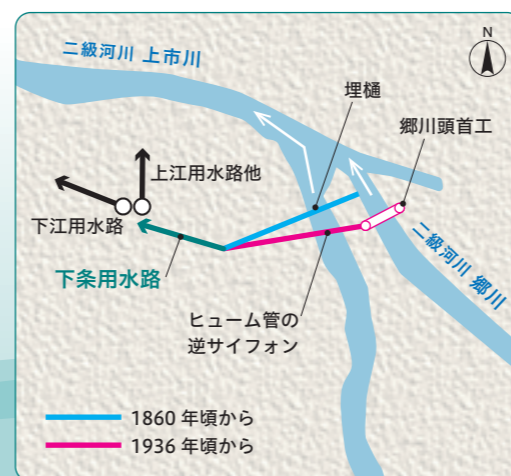 二級河川 上市川
N
埋樋
郷川頭首工
上江用水路他
下江用水路
二級河川 郷川
下条用水路
ヒューム管の
逆サイフォン
1860 年頃から
1936 年頃から